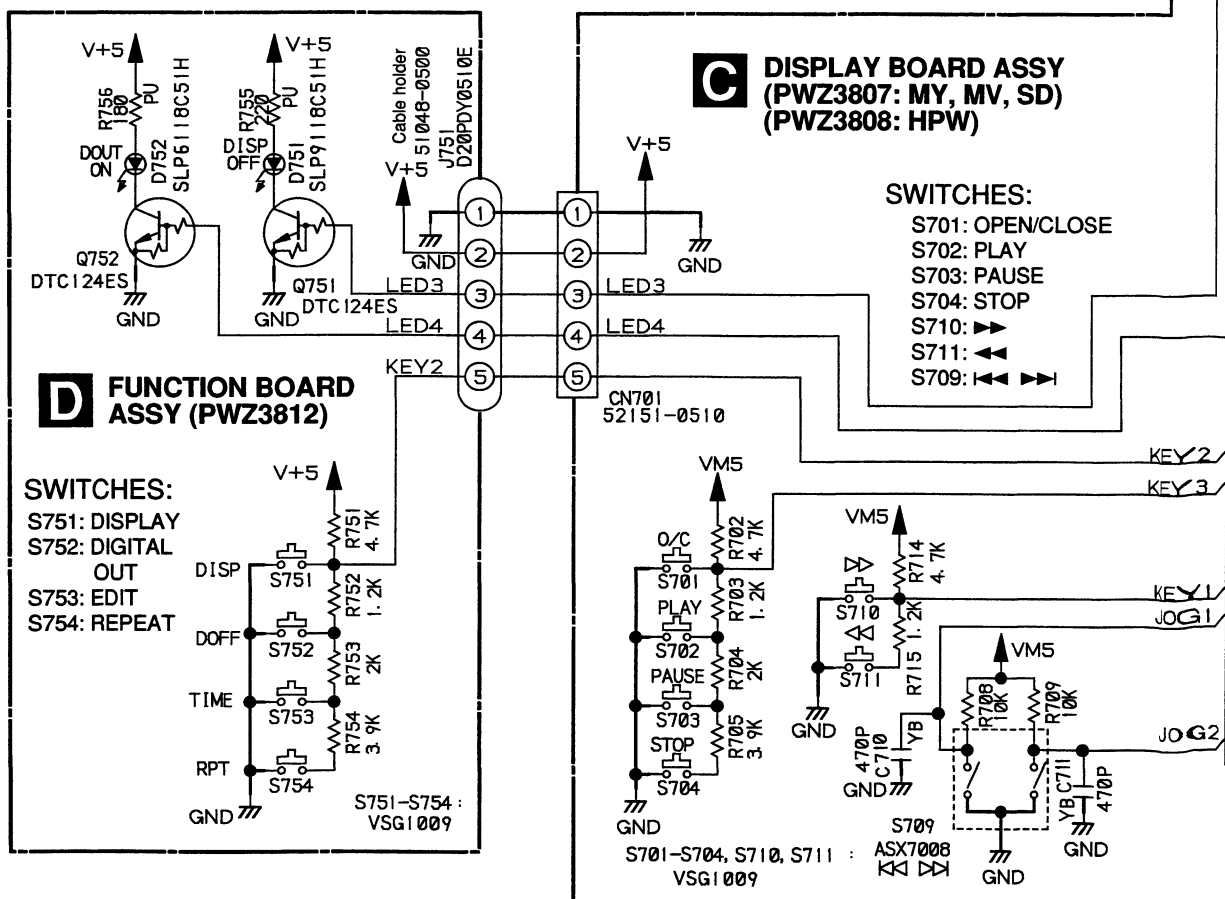 V+5
R756
180
PU
DOUT
ON
D752
SLP6118C51H
Q752
DTC124ES
GND
V+5
R755
220
PU
DISP
OFF
D751
SLP9118C51H
Q751
DTC124ES
GND
Cable holder
51048-0500
J751
D20PDY0510E
V+5
GND
1
2
3
4
5
LED3
LED4
KEY2
D
FUNCTION BOARD
ASSY (PWZ3812)
SWITCHES:
S751: DISPLAY
S752: DIGITAL
OUT
S753: EDIT
S754: REPEAT
V+5
R751
4.7K
DISP
S751
R752
1.2K
DOFF
S752
R753
2K
TIME
S753
R754
3.9K
RPT
S754
GND
S751-S754 :
VSG1009
C
DISPLAY BOARD ASSY
(PWZ3807: MY, MV, SD)
(PWZ3808: HPW)
V+5
1
2
3
4
5
GND
LED3
LED4
CN701
52151-0510
SWITCHES:
S701: OPEN/CLOSE
S702: PLAY
S703: PAUSE
S704: STOP
S710: ▶▶
S711: ◀◀
S709: |◀◀ ▶▶|
KEY2
KEY3
KEY1
JOG1
JOG2
VM5
R702
4.7K
O/C
S701
R703
1.2K
PLAY
S702
R704
2K
PAUSE
S703
R705
3.9K
STOP
S704
GND
VM5
R714
4.7K
▷▷
S710
R715 1.2K
◁◁
S711
GND
VM5
R708
10K
R709
10K
470P
C710
YB
GND
YB
C711
470P
GND
S709
ASX7008
|◁◁ ▷▷|
GND
S701-S704, S710, S711 :
VSG1009